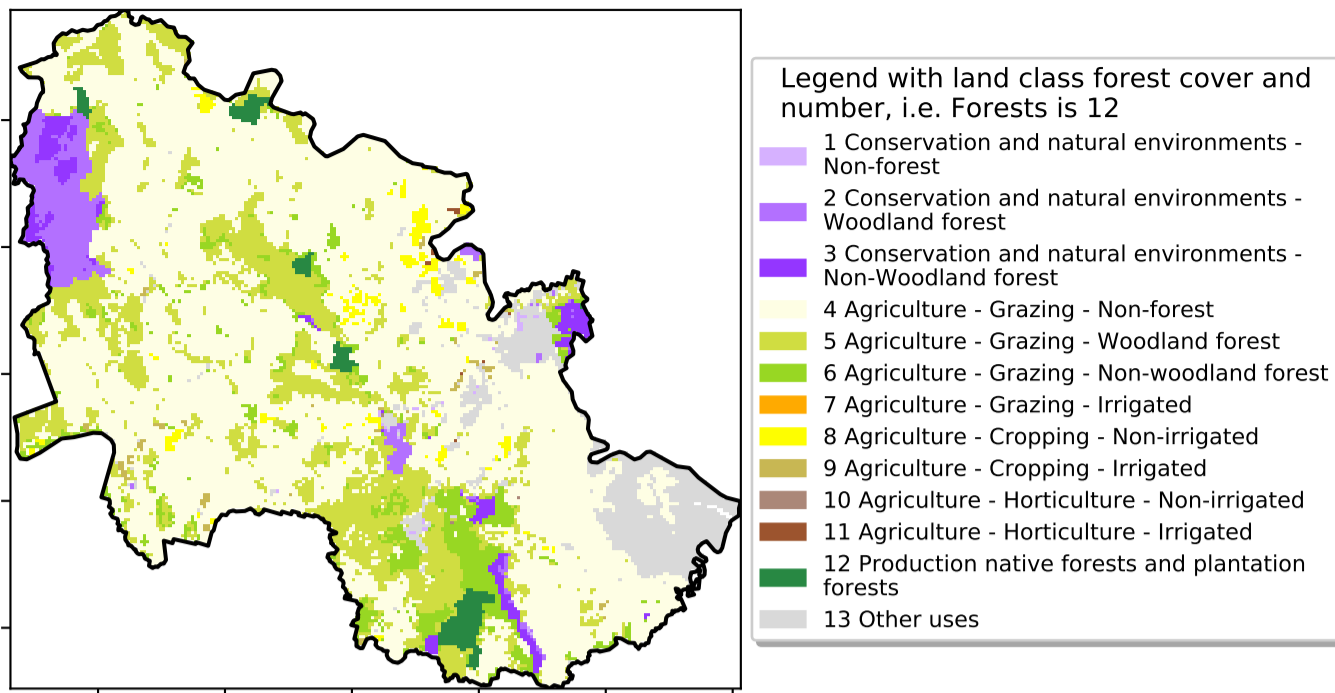 Legend with land class forest cover and
number, i.e. Forests is 12
1 Conservation and natural environments -
Non-forest
2 Conservation and natural environments -
Woodland forest
3 Conservation and natural environments -
Non-Woodland forest
4 Agriculture - Grazing - Non-forest
5 Agriculture - Grazing - Woodland forest
6 Agriculture - Grazing - Non-woodland forest
7 Agriculture - Grazing - Irrigated
8 Agriculture - Cropping - Non-irrigated
9 Agriculture - Cropping - Irrigated
10 Agriculture - Horticulture - Non-irrigated
11 Agriculture - Horticulture - Irrigated
12 Production native forests and plantation
forests
13 Other uses